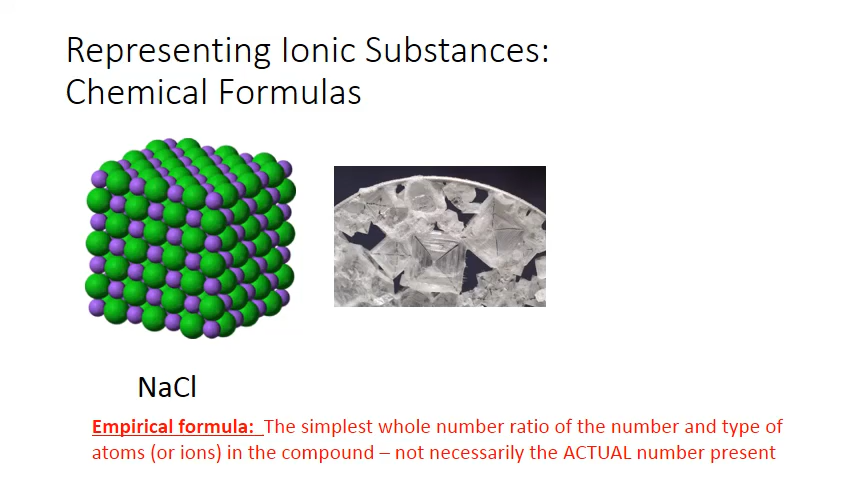 Representing Ionic Substances:
Chemical Formulas
NaCl
Empirical formula: The simplest whole number ratio of the number and type of
atoms (or ions) in the compound – not necessarily the ACTUAL number present